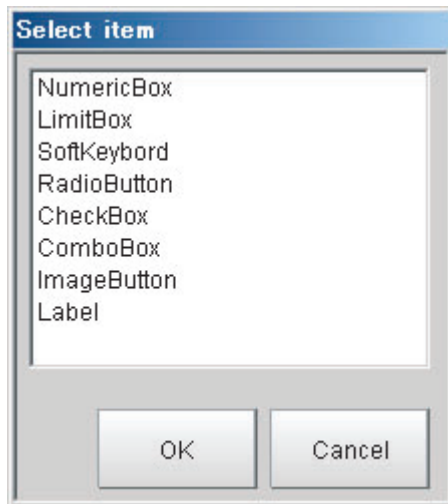 Select item
NumericBox
LimitBox
SoftKeybord
RadioButton
CheckBox
ComboBox
ImageButton
Label
OK
Cancel